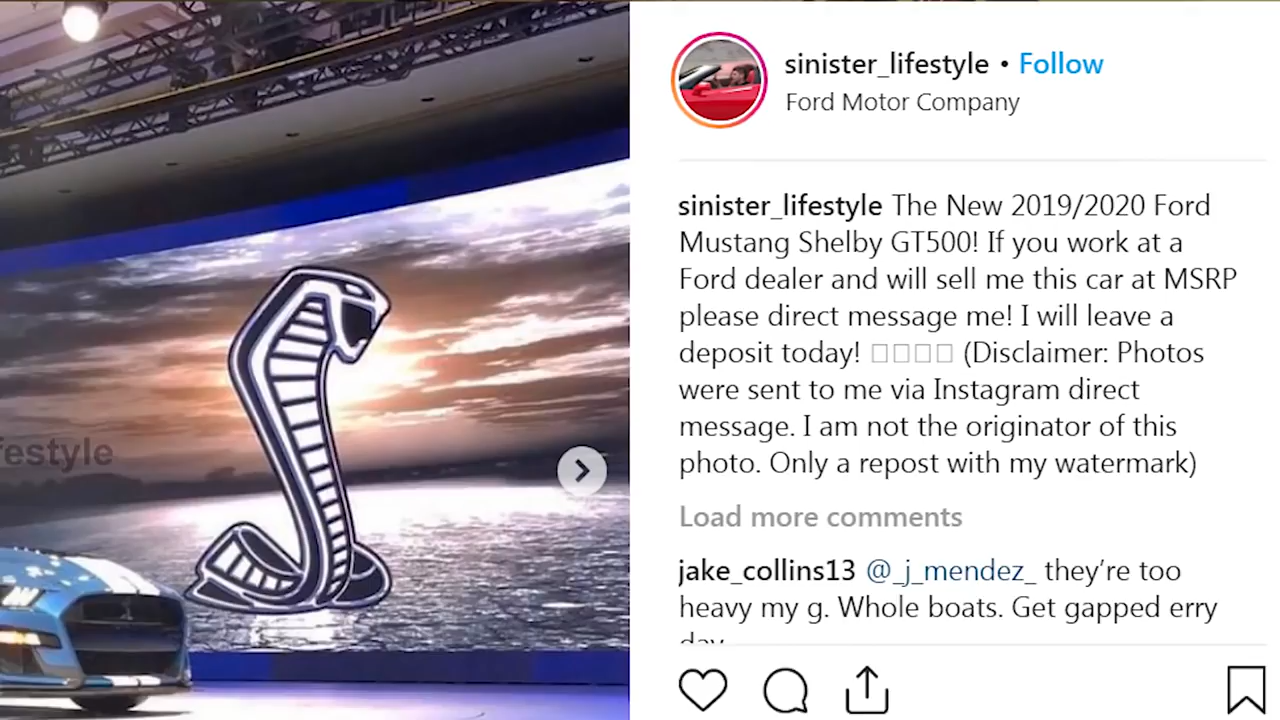 sinister_lifestyle • Follow
Ford Motor Company
sinister_lifestyle The New 2019/2020 Ford
Mustang Shelby GT500! If you work at a
Ford dealer and will sell me this car at MSRP
please direct message me! I will leave a
deposit today! □□□□ (Disclaimer: Photos
were sent to me via Instagram direct
message. I am not the originator of this
photo. Only a repost with my watermark)
Load more comments
jake_collins13 @_j_mendez_ they're too
heavy my g. Whole boats. Get gapped erry
day
festyle